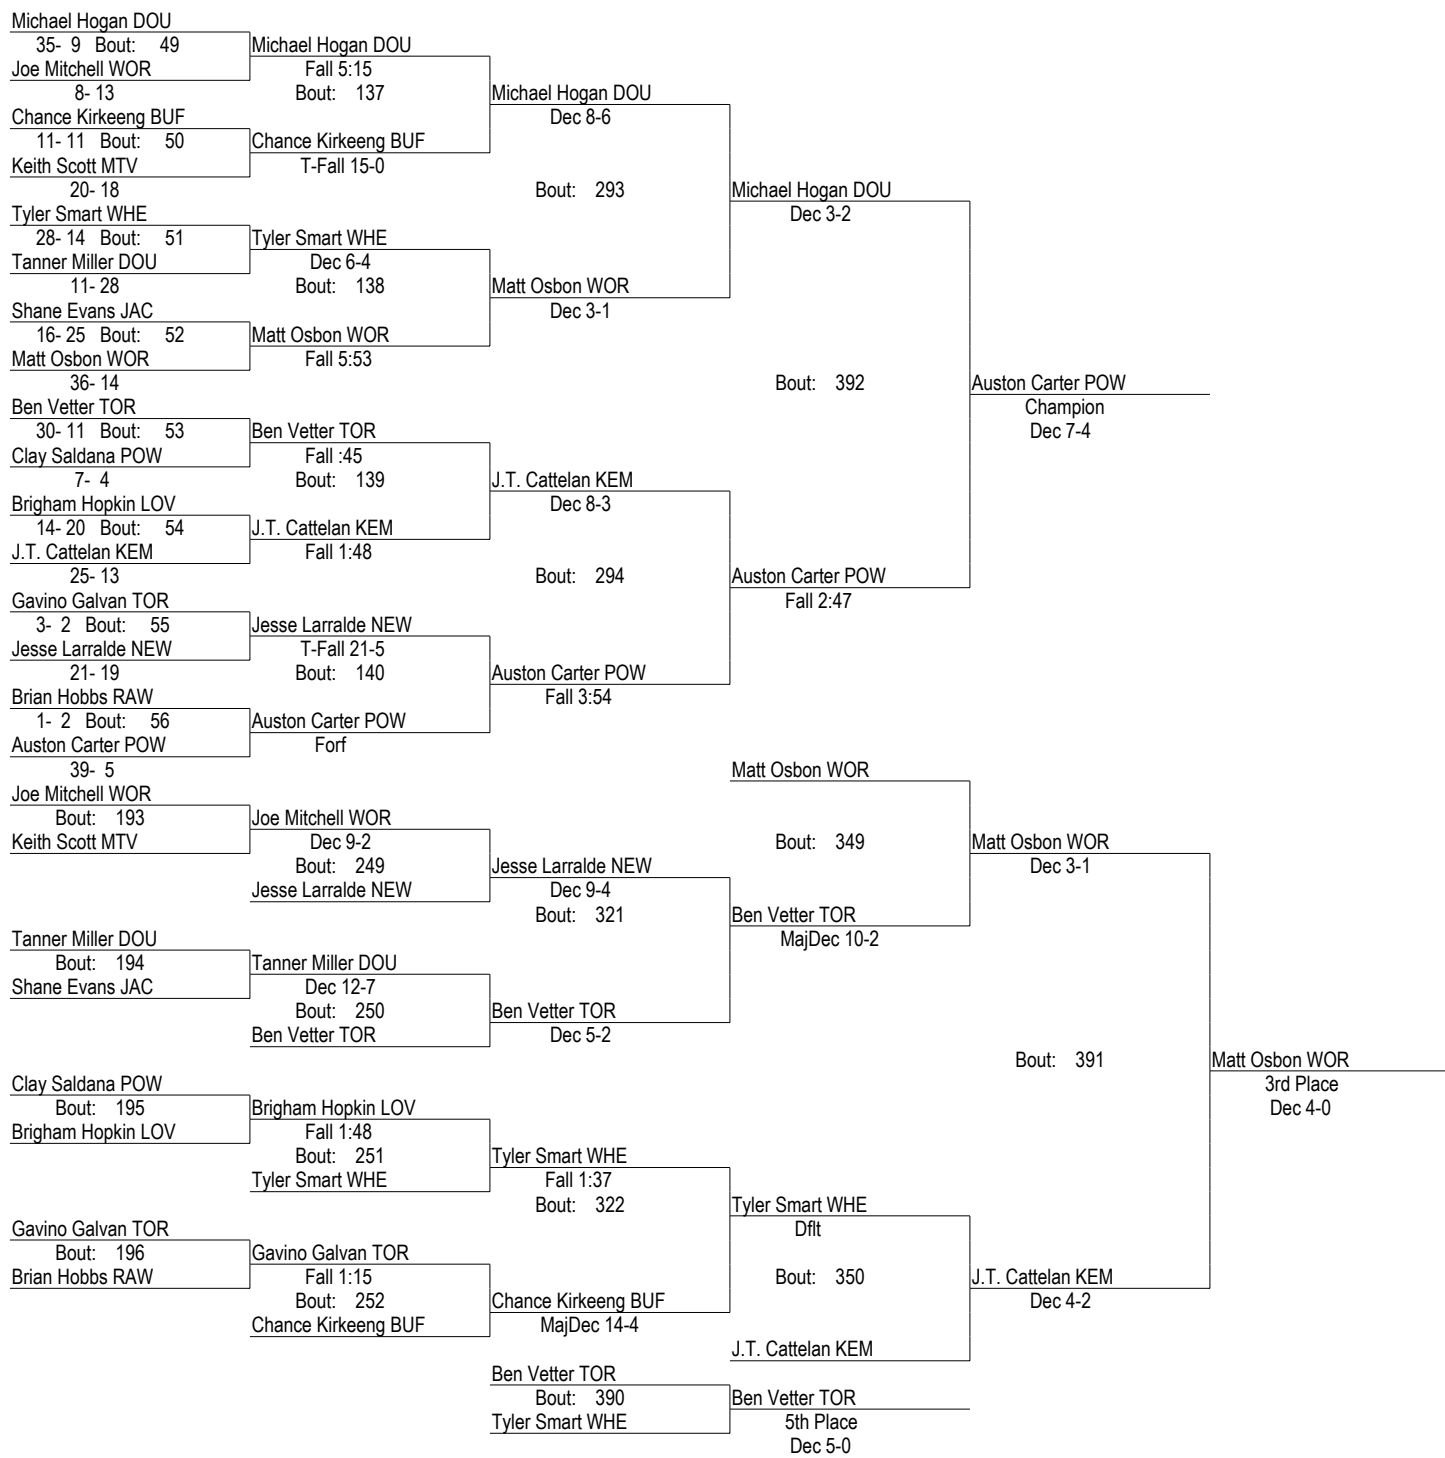 Michael Hogan DOU
35- 9 Bout: 49
Michael Hogan DOU
Joe Mitchell WOR
Fall 5:15
8- 13
Bout: 137
Michael Hogan DOU
Chance Kirkeeng BUF
Dec 8-6
11- 11 Bout: 50
Chance Kirkeeng BUF
Keith Scott MTV
T-Fall 15-0
20- 18
Bout: 293
Michael Hogan DOU
Tyler Smart WHE
Dec 3-2
28- 14 Bout: 51
Tyler Smart WHE
Tanner Miller DOU
Dec 6-4
11- 28
Bout: 138
Matt Osbon WOR
Shane Evans JAC
Dec 3-1
16- 25 Bout: 52
Matt Osbon WOR
Matt Osbon WOR
Fall 5:53
36- 14
Bout: 392
Auston Carter POW
Ben Vetter TOR
Champion
30- 11 Bout: 53
Ben Vetter TOR
Dec 7-4
Clay Saldana POW
Fall :45
7- 4
Bout: 139
J.T. Cattelan KEM
Brigham Hopkin LOV
Dec 8-3
14- 20 Bout: 54
J.T. Cattelan KEM
J.T. Cattelan KEM
Fall 1:48
25- 13
Bout: 294
Auston Carter POW
Gavino Galvan TOR
Fall 2:47
3- 2 Bout: 55
Jesse Larralde NEW
Jesse Larralde NEW
T-Fall 21-5
21- 19
Bout: 140
Auston Carter POW
Brian Hobbs RAW
Fall 3:54
1- 2 Bout: 56
Auston Carter POW
Auston Carter POW
Forf
39- 5
Matt Osbon WOR
Joe Mitchell WOR
Bout: 193
Joe Mitchell WOR
Keith Scott MTV
Dec 9-2
Bout: 349
Matt Osbon WOR
Bout: 249
Jesse Larralde NEW
Dec 3-1
Jesse Larralde NEW
Dec 9-4
Bout: 321
Ben Vetter TOR
Tanner Miller DOU
MajDec 10-2
Bout: 194
Tanner Miller DOU
Shane Evans JAC
Dec 12-7
Bout: 250
Ben Vetter TOR
Ben Vetter TOR
Dec 5-2
Bout: 391
Matt Osbon WOR
Clay Saldana POW
3rd Place
Bout: 195
Brigham Hopkin LOV
Dec 4-0
Brigham Hopkin LOV
Fall 1:48
Bout: 251
Tyler Smart WHE
Tyler Smart WHE
Fall 1:37
Bout: 322
Tyler Smart WHE
Gavino Galvan TOR
Dflt
Bout: 196
Gavino Galvan TOR
Brian Hobbs RAW
Fall 1:15
Bout: 350
J.T. Cattelan KEM
Bout: 252
Chance Kirkeeng BUF
Dec 4-2
Chance Kirkeeng BUF
MajDec 14-4
J.T. Cattelan KEM
Ben Vetter TOR
Bout: 390
Ben Vetter TOR
Tyler Smart WHE
5th Place
Dec 5-0